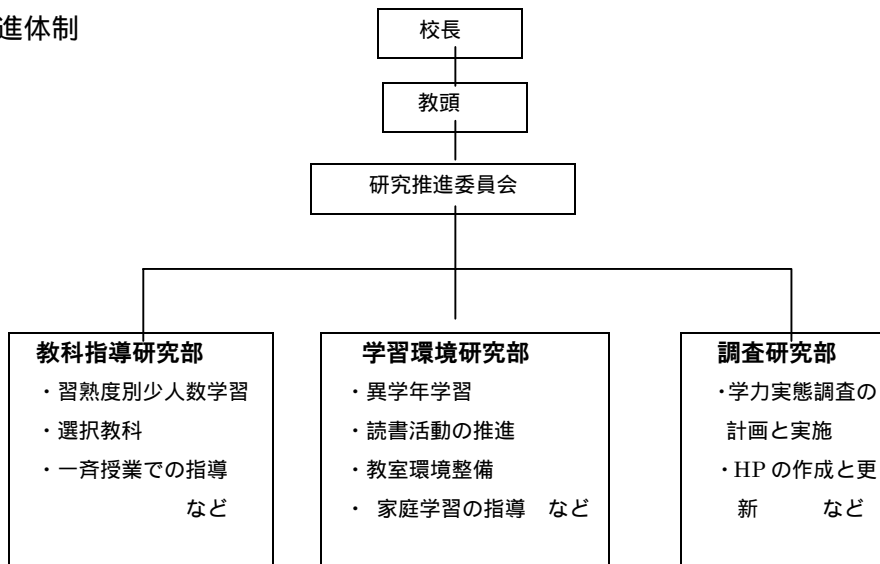 進体制
校長
教頭
研究推進委員会
教科指導研究部
・習熟度別少人数学習
・選択教科
・一斉授業での指導
など
学習環境研究部
・異学年学習
・読書活動の推進
・教室環境整備
・ 家庭学習の指導 など
調査研究部
・学力実態調査の
計画と実施
・HP の作成と更
新 など